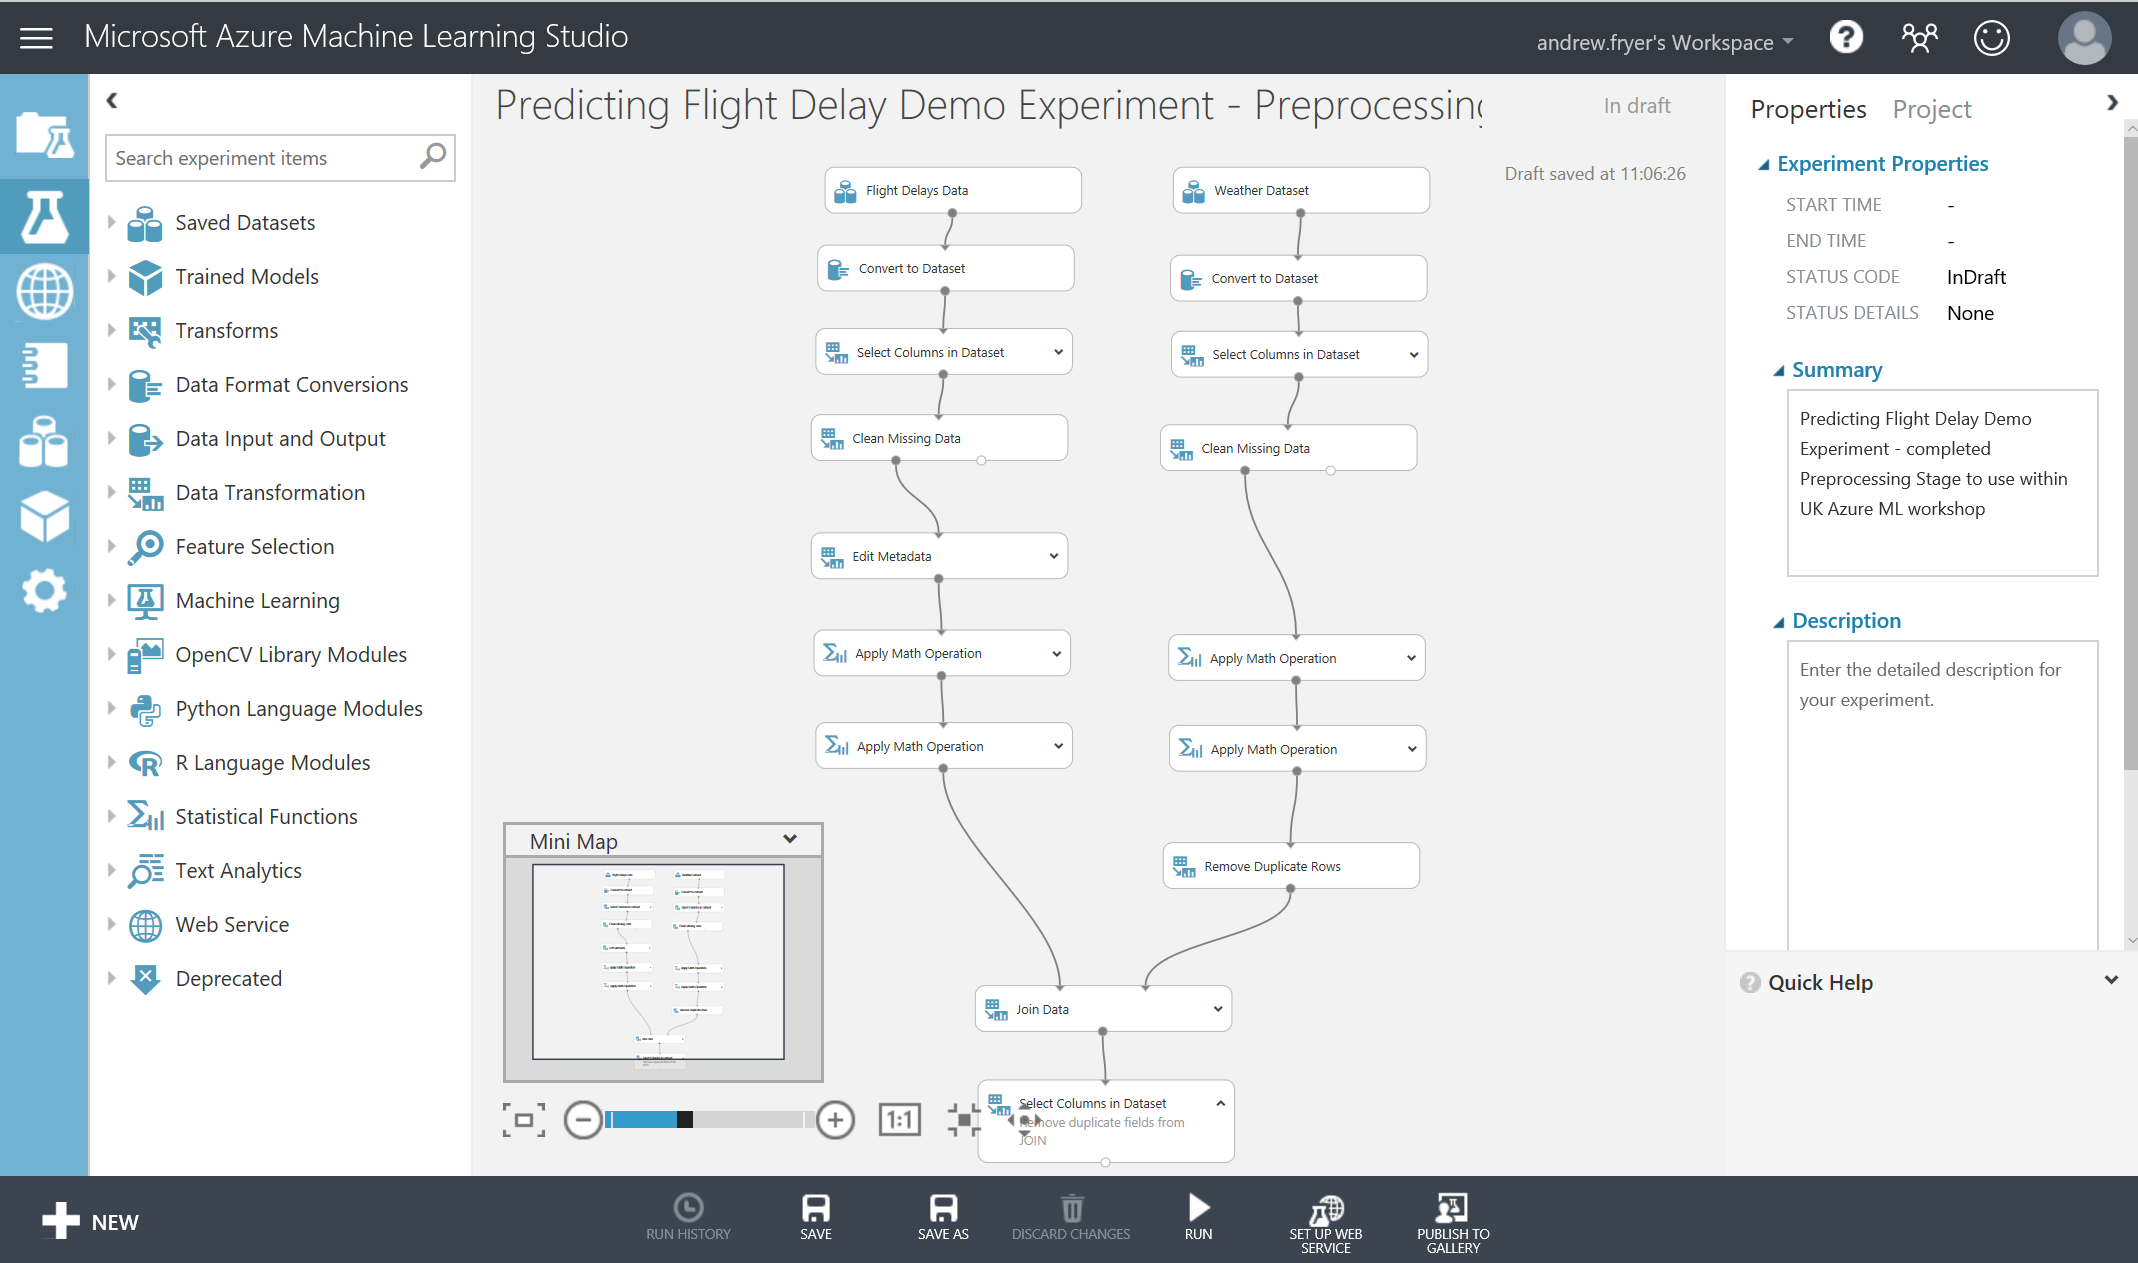 Microsoft Azure Machine Learning Studio
andrew.fryer's Workspace
Search experiment items
Saved Datasets
Trained Models
Transforms
Data Format Conversions
Data Input and Output
Data Transformation
Feature Selection
Machine Learning
OpenCV Library Modules
Python Language Modules
R Language Modules
Statistical Functions
Text Analytics
Web Service
Deprecated
Predicting Flight Delay Demo Experiment - Preprocessing
In draft
Draft saved at 11:06:26
Flight Delays Data
Weather Dataset
Convert to Dataset
Convert to Dataset
Select Columns in Dataset
Select Columns in Dataset
Clean Missing Data
Clean Missing Data
Edit Metadata
Apply Math Operation
Apply Math Operation
Apply Math Operation
Apply Math Operation
Remove Duplicate Rows
Join Data
Select Columns in Dataset
Remove duplicate fields from
JOIN
Mini Map
1:1
Properties Project
Experiment Properties
START TIME -
END TIME -
STATUS CODE InDraft
STATUS DETAILS None
Summary
Predicting Flight Delay Demo
Experiment - completed
Preprocessing Stage to use within
UK Azure ML workshop
Description
Enter the detailed description for
your experiment.
Quick Help
NEW
RUN HISTORY
SAVE
SAVE AS
DISCARD CHANGES
RUN
SET UP WEB
SERVICE
PUBLISH TO
GALLERY